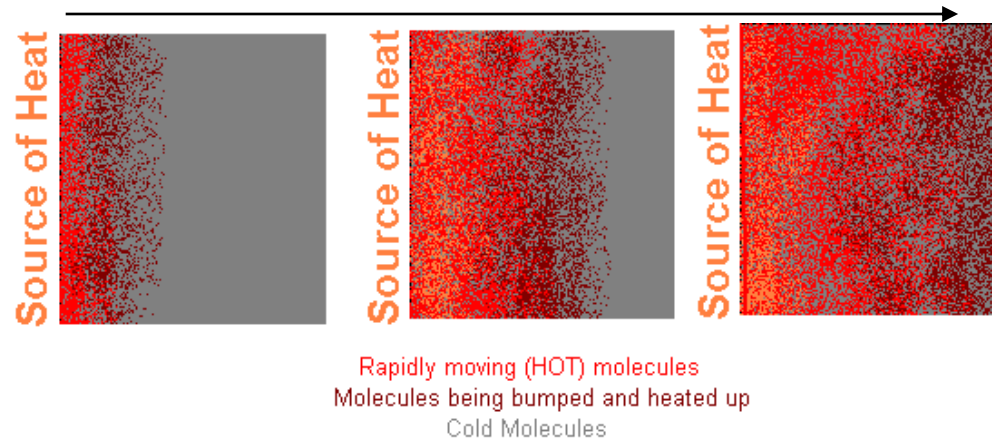 Source of Heat
Source of Heat
Source of Heat
Rapidly moving (HOT) molecules
Molecules being bumped and heated up
Cold Molecules